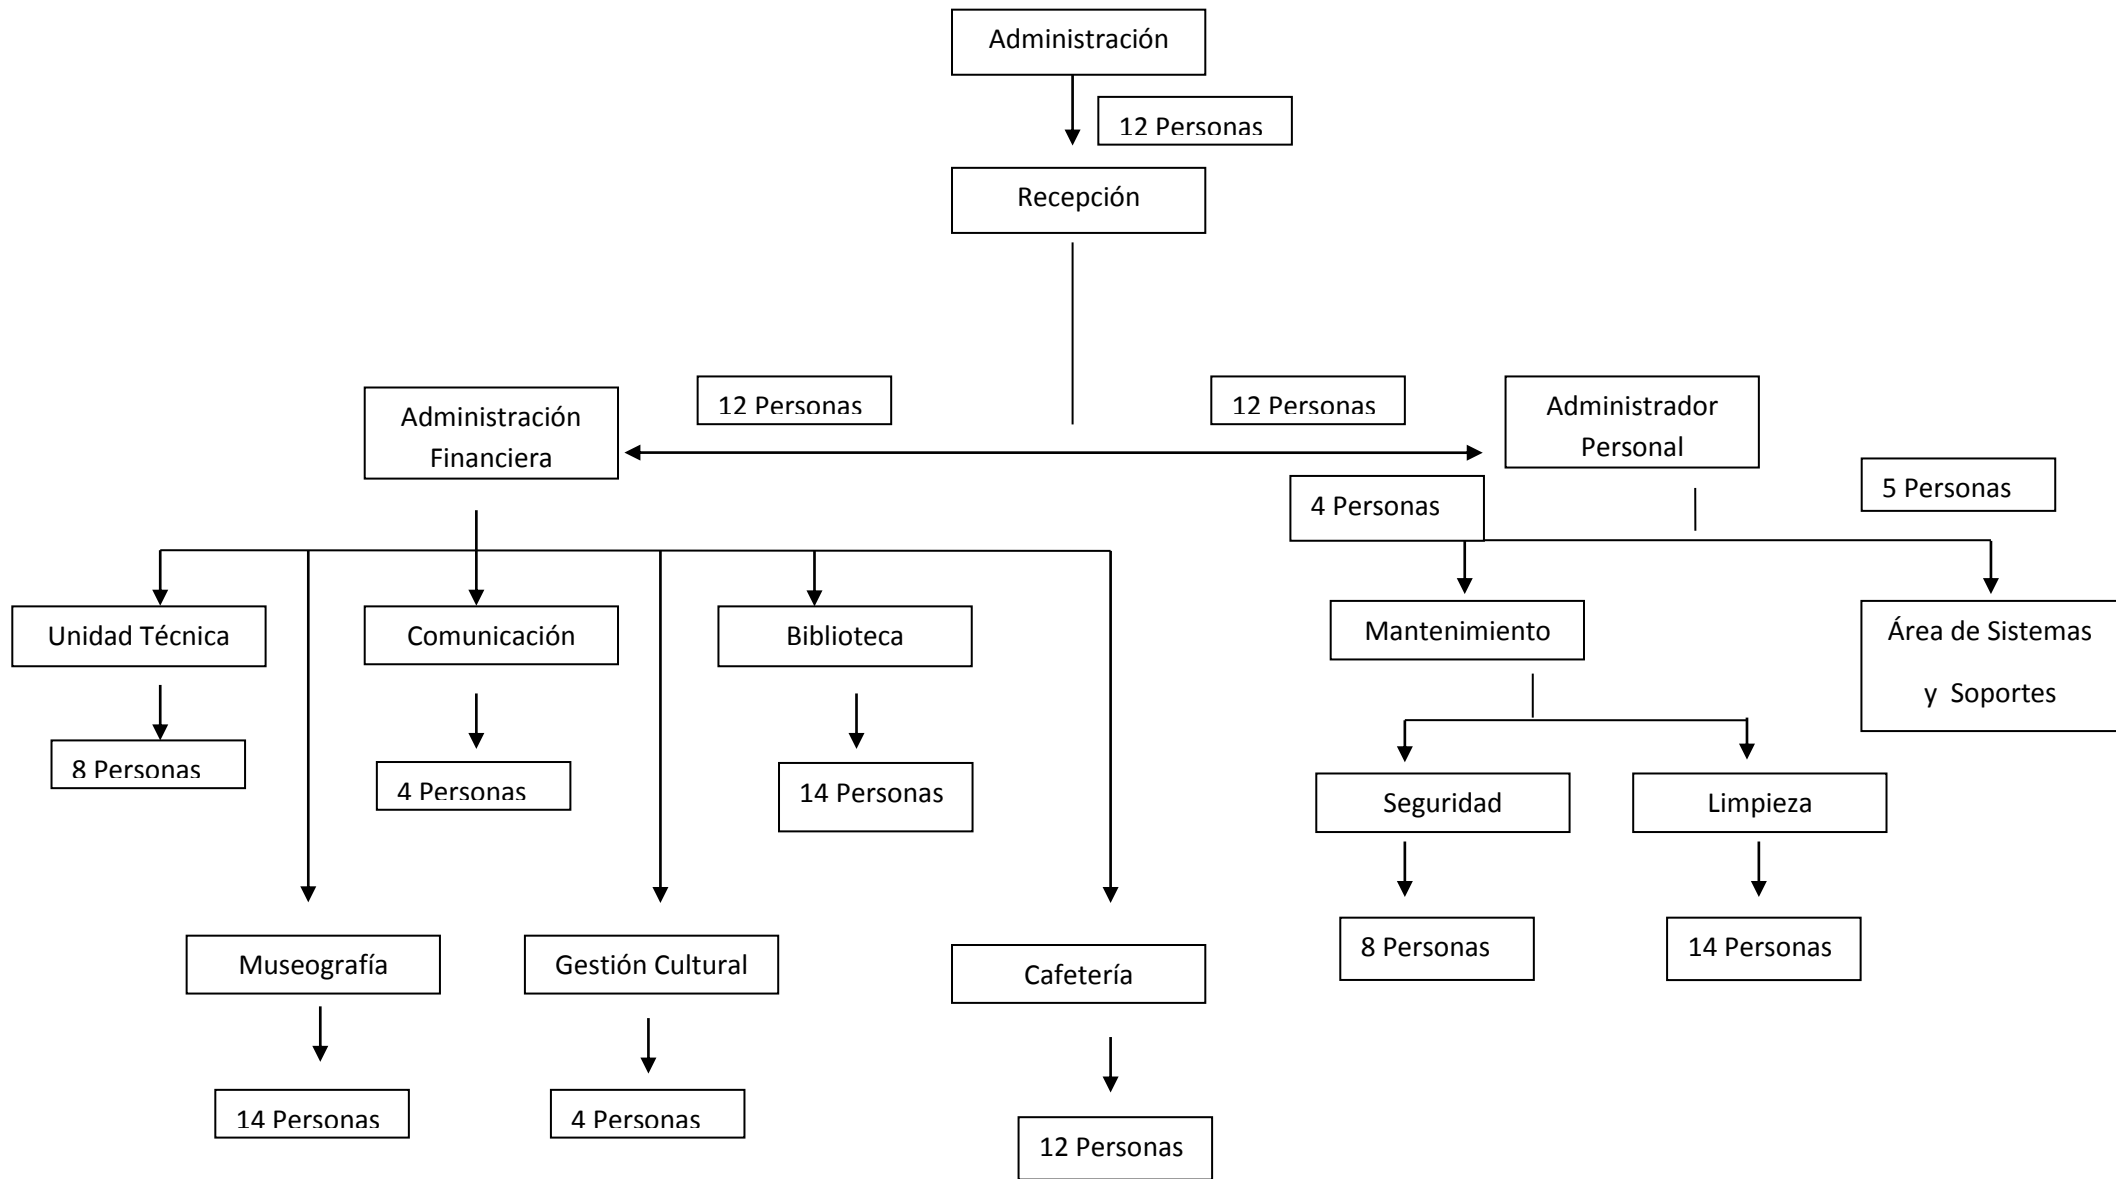 Administración
12 Personas
Recepción
12 Personas
12 Personas
Administración
Financiera
Administrador
Personal
4 Personas
5 Personas
Unidad Técnica
Comunicación
Biblioteca
Mantenimiento
Área de Sistemas
y Soportes
8 Personas
4 Personas
14 Personas
Seguridad
Limpieza
8 Personas
14 Personas
Museografía
Gestión Cultural
Cafetería
14 Personas
4 Personas
12 Personas